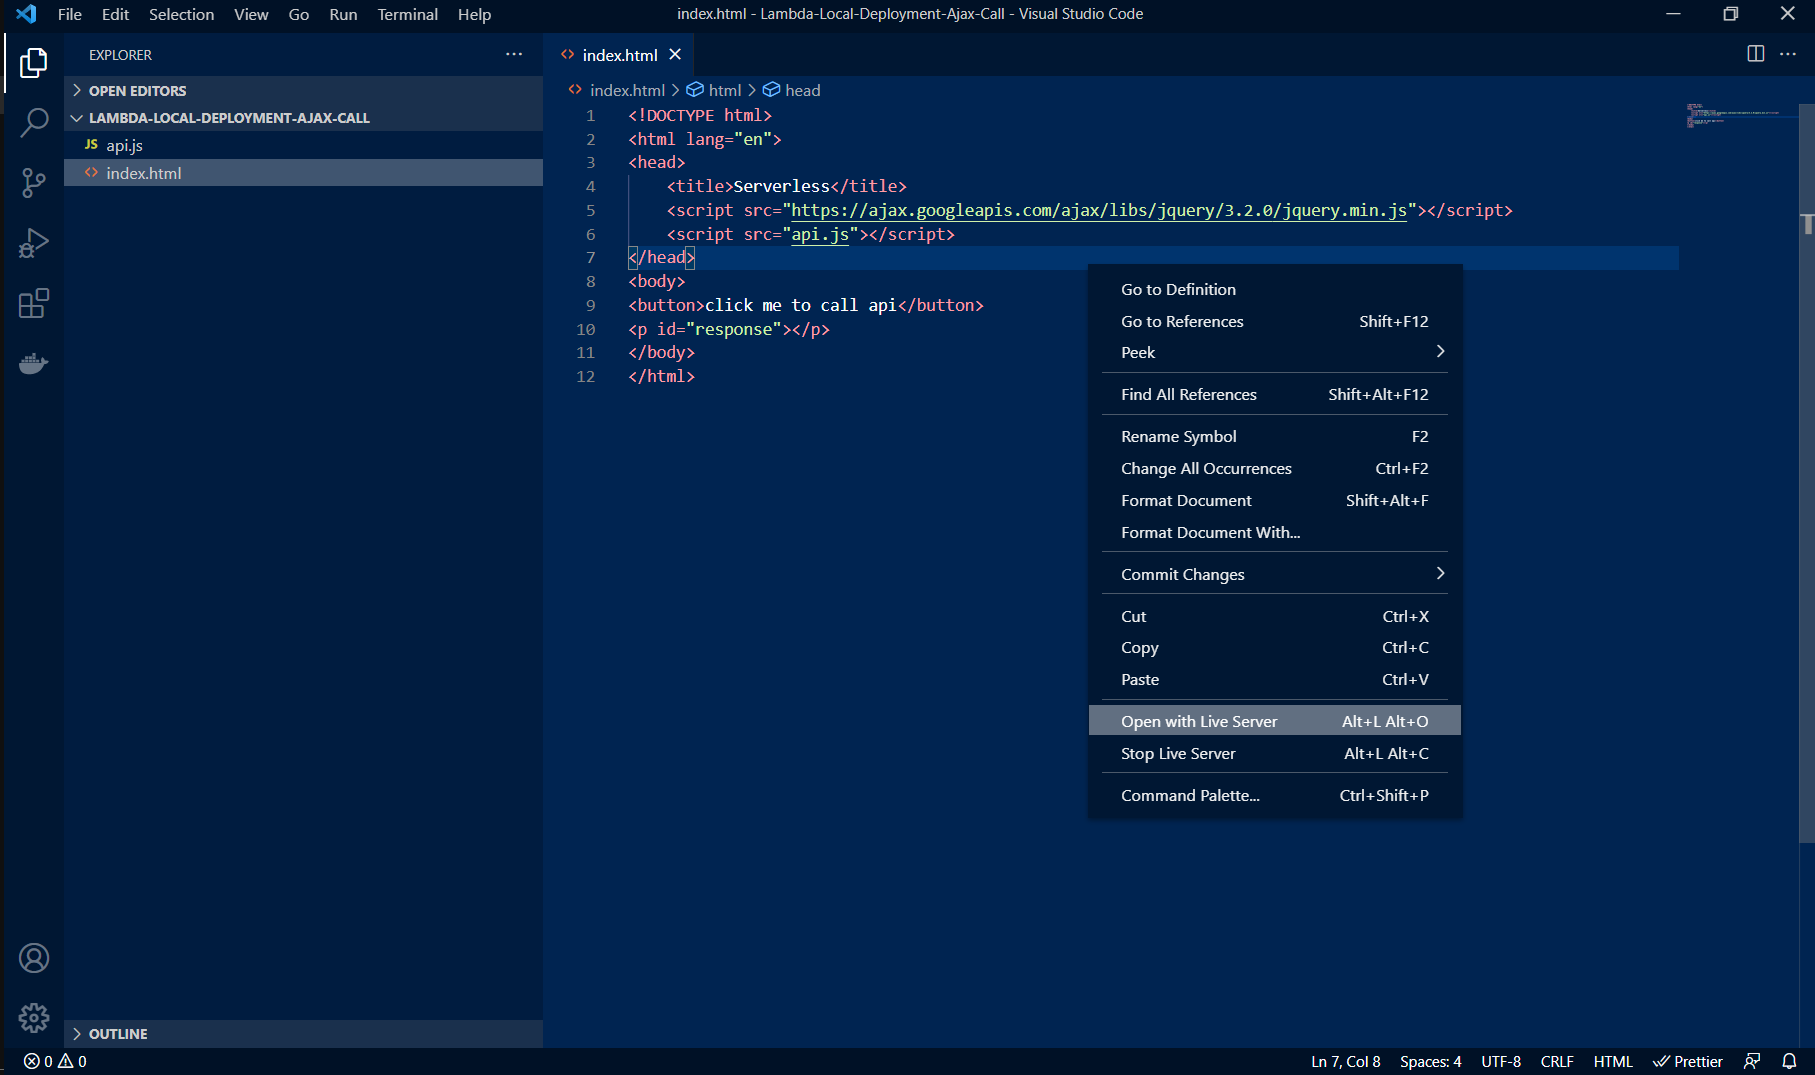 File Edit Selection View Go Run Terminal Help
index.html - Lambda-Local-Deployment-Ajax-Call - Visual Studio Code
EXPLORER
OPEN EDITORS
LAMBDA-LOCAL-DEPLOYMENT-AJAX-CALL
JS api.js
<> index.html
OUTLINE
<> index.html
<> index.html > html > head
1 <!DOCTYPE html>
2 <html lang="en">
3 <head>
4 <title>Serverless</title>
5 <script src="https://ajax.googleapis.com/ajax/libs/jquery/3.2.0/jquery.min.js"></script>
6 <script src="api.js"></script>
7 </head>
8 <body>
9 <button>click me to call api</button>
10 <p id="response"></p>
11 </body>
12 </html>
Go to Definition
Go to References Shift+F12
Peek
Find All References Shift+Alt+F12
Rename Symbol F2
Change All Occurrences Ctrl+F2
Format Document Shift+Alt+F
Format Document With...
Commit Changes
Cut Ctrl+X
Copy Ctrl+C
Paste Ctrl+V
Open with Live Server Alt+L Alt+O
Stop Live Server Alt+L Alt+C
Command Palette... Ctrl+Shift+P
0 0
Ln 7, Col 8 Spaces: 4 UTF-8 CRLF HTML Prettier